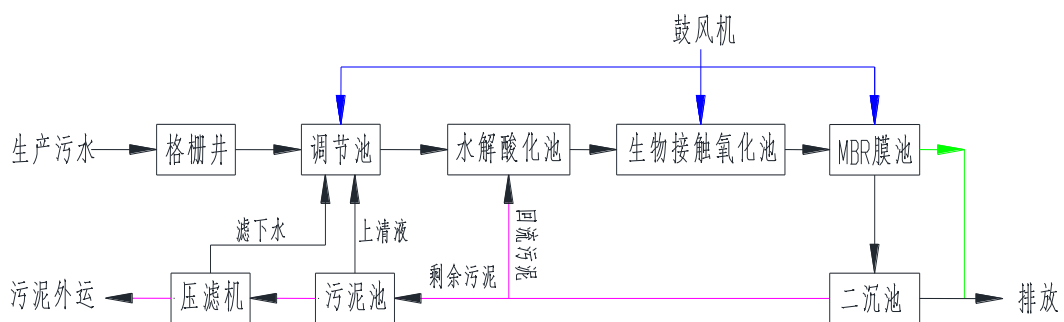 鼓风机
生产污水
格栅井
调节池
水解酸化池
生物接触氧化池
MBR膜池
滤下水
上清液
回流污泥
剩余污泥
污泥外运
压滤机
污泥池
二沉池
排放